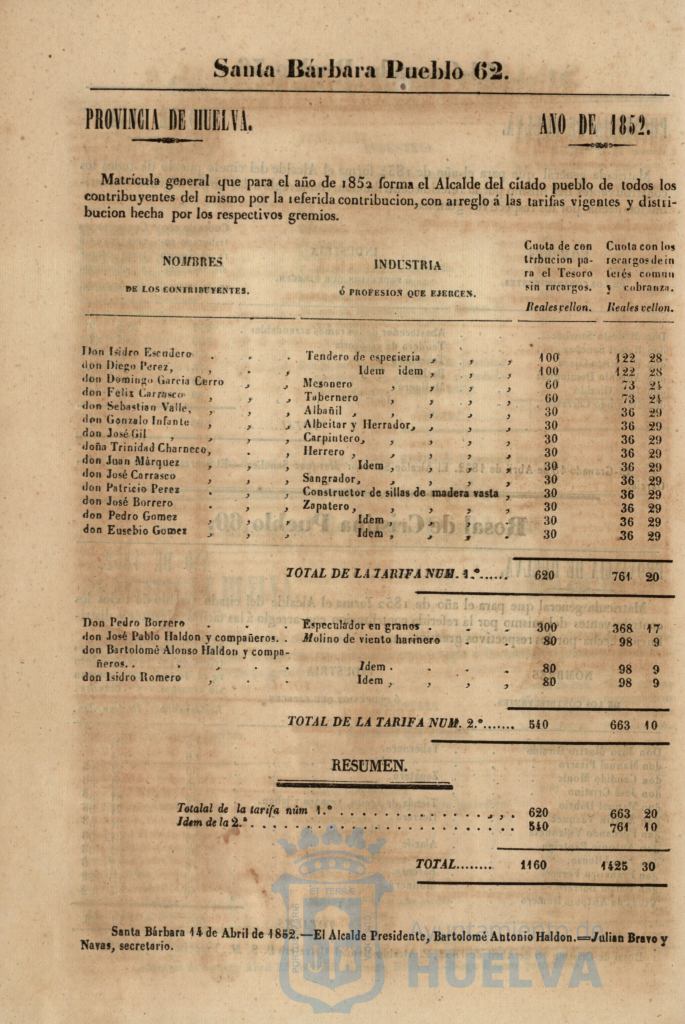 Santa Bárbara Pueblo 62.
PROVINCIA DE HUELVA. AÑO DE 1852.
Matrícula general que para el año de 1852 forma el Alcalde del citado pueblo de todos los
contribuyentes del mismo por la referida contribucion, con arreglo á las tarifas vigentes y distri-
bucion hecha por los respectivos gremios.
NOMBRES
DE LOS CONTRIBUYENTES.
INDUSTRIA
Ó PROFESION QUE EJERCEN.
Cuota de con
tribucion pa-
ra el Tesoro
sin racargos.
Reales vellon.
Cuota con los
recargos de in
terés comun
y cobranza.
Reales vellon.
Don Isidro Escudero . . . Tendero de especieria , , , 100 122 28
don Diego Perez, , , , Idem idem , , , 100 122 28
don Domingo Garcia Cerro , , Mesonero , , , , 60 73 24
don Felix Carrasco , , , Tabernero , , , , 60 73 24
don Sebastian Valle, , , , Albañil , , , , , 30 36 29
don Gonzalo Infante , , , Albeitar y Herrador, , , , 30 36 29
don José Gil , , , , Carpintero, , , , , 30 36 29
doña Trinidad Charneco, . , , Herrero , , , , , 30 36 29
don Juan Márquez , , , Idem , , , , 30 36 29
don José Carrasco , , , Sangrador, , , , , 30 36 29
don Patricio Perez , , , Constructor de sillas de madera vasta , 30 36 29
don José Borrero , , , Zapatero, , , , , 30 36 29
don Pedro Gomez , , , Idem , , , , 30 36 29
don Eusebio Gomez , , , Idem , , , , 30 36 29
TOTAL DE LA TARIFA NUM. 1.º...... 620 761 20
Don Pedro Borrero . . . Especulador en granos . . . 300 368 17
don José Pablo Haldon y compañeros. . Molino de viento harinero . . . 80 98 9
don Bartolomé Alonso Haldon y compa-
ñeros. . . , . . Idem . . . . 80 98 9
don Isidro Romero , . . Idem , , , , 80 98 9
TOTAL DE LA TARIFA NUM. 2.º....... 540 663 10
RESUMEN.
Totalal de la tarifa núm 1.º . . . . . . . . . . . . . , , . 620 663 20
Idem de la 2.º . . . . . . . . . . . . . . . . . . . . 540 761 10
TOTAL........ 1160 1425 30
Santa Bárbara 14 de Abril de 1852.—El Alcalde Presidente, Bartolomé Antonio Haldon.=Julian Bravo y
Navas, secretario.
Ayuntamiento de
HUELVA